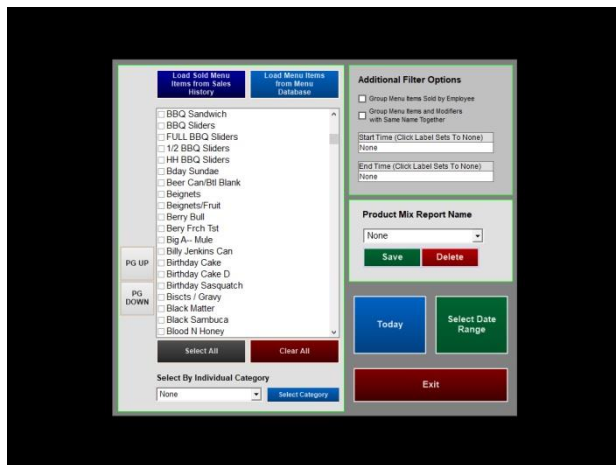 Load Sold Menu
Items from Sales
History
Load Menu Items
from Menu
Database
BBQ Sandwich
BBQ Sliders
FULL BBQ Sliders
1/2 BBQ Sliders
HH BBQ Sliders
Bday Sundae
Beer Can/Btl Blank
Beignets
Beignets/Fruit
Berry Bull
Bery Frch Tst
Big A-- Mule
Billy Jenkins Can
Birthday Cake
Birthday Cake D
Birthday Sasquatch
Biscts / Gravy
Black Matter
Black Sambuca
Blood N Honey
PG UP
PG
DOWN
Select All
Clear All
Select By Individual Category
None
Select Category
Additional Filter Options
Group Menu Items Sold by Employee
Group Menu Items and Modifiers
with Same Name Together
Start Time (Click Label Sets To None)
None
End Time (Click Label Sets To None)
None
Product Mix Report Name
None
Save
Delete
Today
Select Date
Range
Exit